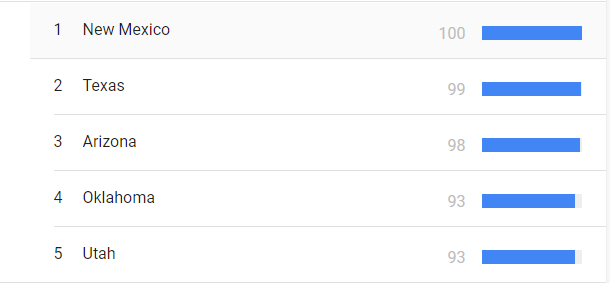 1 New Mexico 100
2 Texas 99
3 Arizona 98
4 Oklahoma 93
5 Utah 93